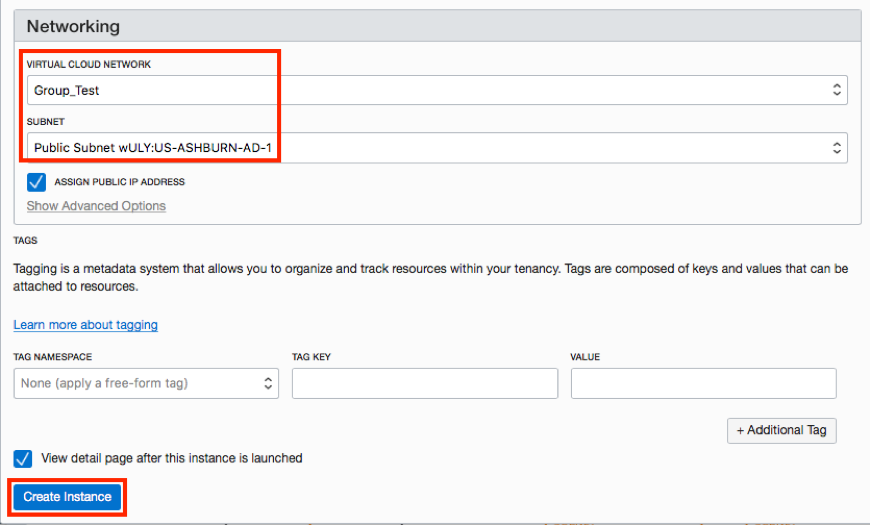 Networking
VIRTUAL CLOUD NETWORK
Group_Test
SUBNET
Public Subnet wULY:US-ASHBURN-AD-1
ASSIGN PUBLIC IP ADDRESS
Show Advanced Options
TAGS
Tagging is a metadata system that allows you to organize and track resources within your tenancy. Tags are composed of keys and values that can be
attached to resources.
Learn more about tagging
TAG NAMESPACE TAG KEY VALUE
None (apply a free-form tag)
+ Additional Tag
View detail page after this instance is launched
Create Instance